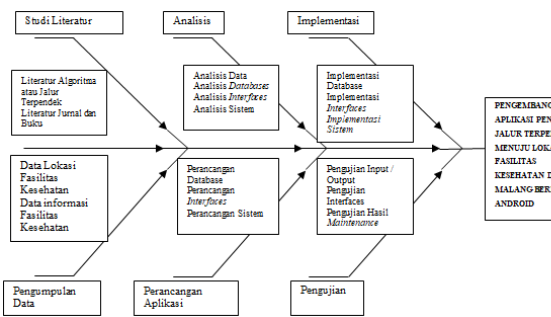 Studi Literatur
Analisis
Implementasi
Literatur Algoritma
atau Jalur
Terpendek
Literatur Jurnal dan
Buku
Analisis Data
Analisis Databases
Analisis Interfaces
Analisis Sistem
Implementasi
Database
Implementasi
Interfaces
Implementasi
Sistem
PENGEMBANG
APLIKASI PEN
JALUR TERPE
MENUJU LOKA
FASILITAS
KESEHATAN D
MALANG BER
ANDROID
Data Lokasi
Fasilitas
Kesehatan
Data informasi
Fasilitas
Kesehatan
Perancangan
Database
Perancangan
Interfaces
Perancangan Sistem
Pengujian Input /
Output
Pengujian
Interfaces
Pengujian Hasil
Maintenance
Pengumpulan
Data
Perancangan
Aplikasi
Pengujian